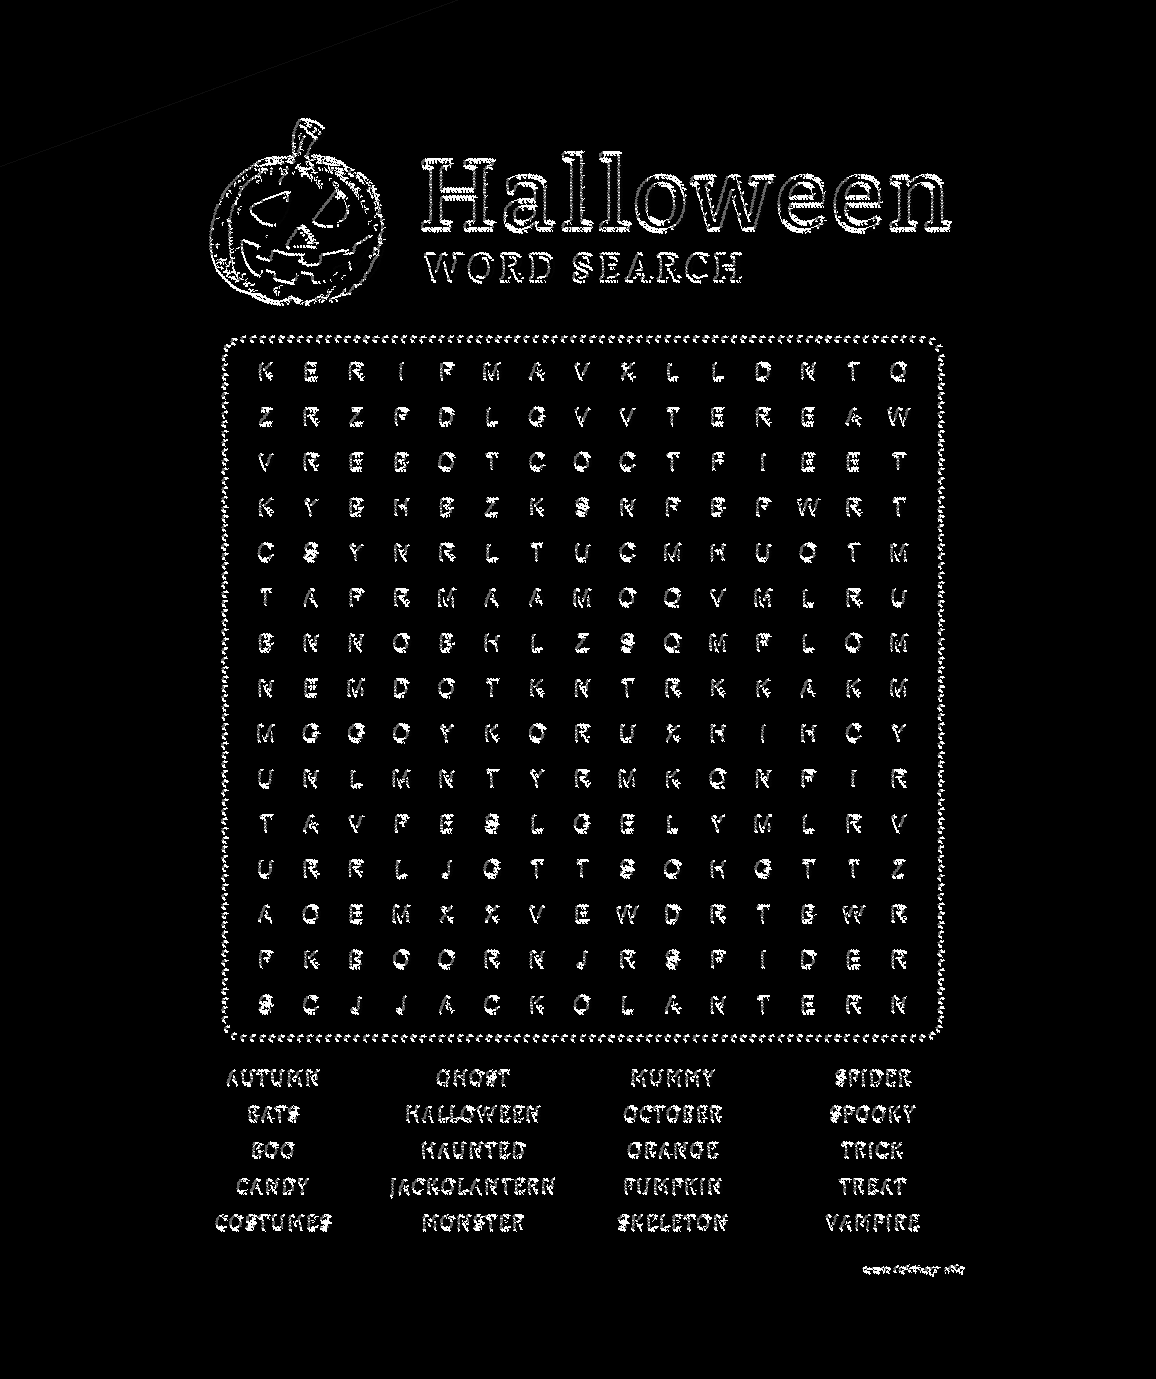 Halloween
WORD SEARCH
K E R I P M A V X L L D N T Q
Z R Z P D L Q V V T E R E A W
V R E B O T C O C T F I E E T
K Y B H B Z K S N P B P W R T
C S Y N R L T U C M H U O T M
T A P R M A A M O Q V M L R U
B N N O B H L Z S Q M P L O M
N E M D O T K N T R K K A K M
M G O O Y K O R U X H I H C Y
U N L M N T Y R M K Q N F I R
T A V P E S L G E L Y M L R V
U R R L J G T T S O H G T T Z
A O E M X X V E W D R T B W R
F K B O O R N J R S P I D E R
S C J J A C K O L A N T E R N
AUTUMN GHOST MUMMY SPIDER
BATS HALLOWEEN OCTOBER SPOOKY
BOO HAUNTED ORANGE TRICK
CANDY JACKOLANTERN PUMPKIN TREAT
COSTUMES MONSTER SKELETON VAMPIRE